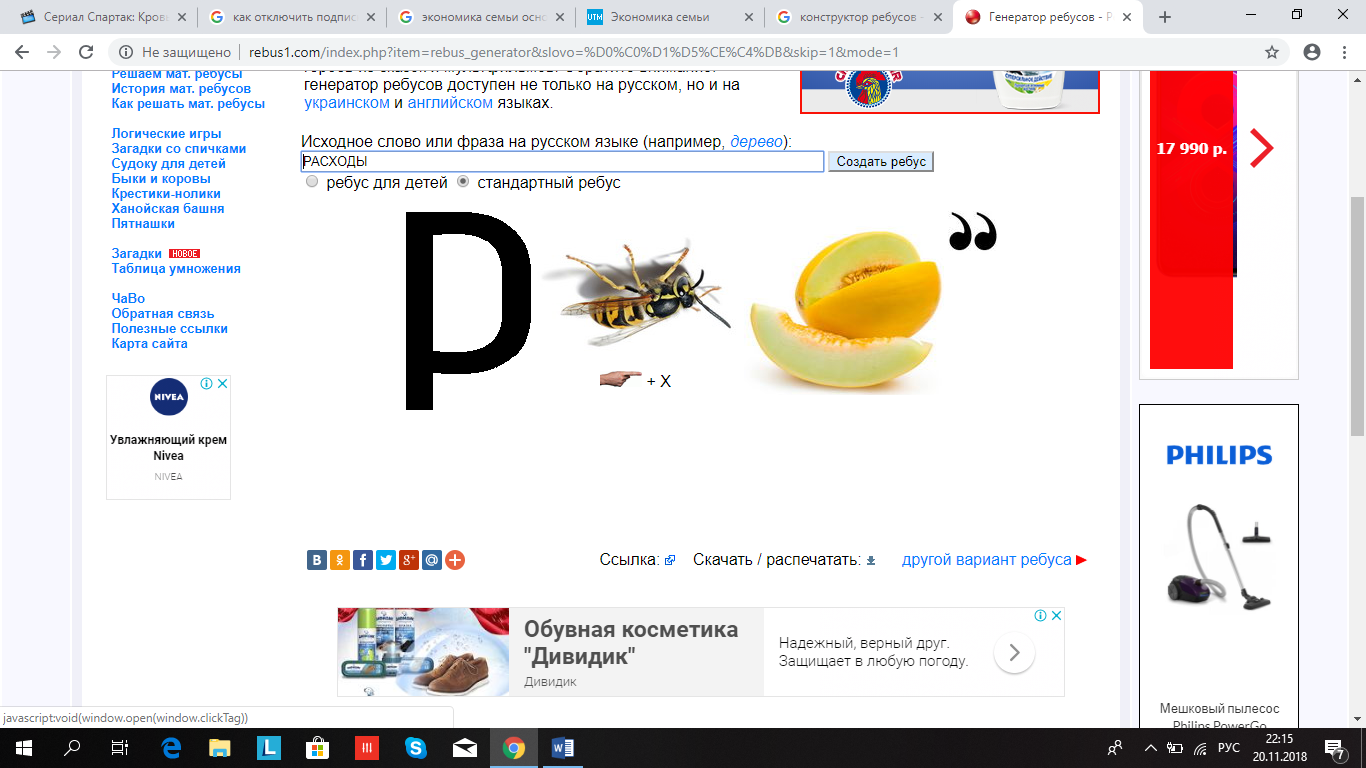 Сериал Спартак: Крове
как отключить подпис
экономика семьи осно
Экономика семьи
конструктор ребусов -
Генератор ребусов - Р
Не защищено
rebus1.com/index.php?item=rebus_generator&slovo=%D0%C0%D1%D5%CE%C4%DB&skip=1&mode=1
Решаем мат. ребусы
История мат. ребусов
Как решать мат. ребусы
Логические игры
Загадки со спичками
Судоку для детей
Быки и коровы
Крестики-нолики
Ханойская башня
Пятнашки
Загадки НОВОЕ
Таблица умножения
ЧаВо
Обратная связь
Полезные ссылки
Карта сайта
NIVEA
Увлажняющий крем
Nivea
NIVEA
генератор ребусов доступен не только на русском, но и на
украинском и английском языках.
Исходное слово или фраза на русском языке (например, дерево):
РАСХОДЫ
Создать ребус
ребус для детей стандартный ребус
Р
+ Х
Ссылка: Скачать / распечатать: другой вариант ребуса
Обувная косметика
"Дивидик"
Дивидик
Надежный, верный друг.
Защищает в любую погоду.
17 990 р.
PHILIPS
Мешковый пылесос
Philips PowerGo
javascript:void(window.open(window.clickTag))
РУС
22:15
20.11.2018
7